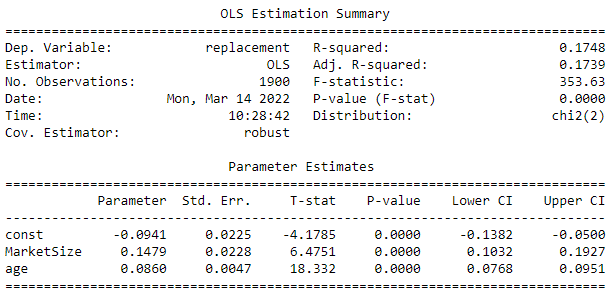 OLS Estimation Summary
==============================================================================
Dep. Variable:            replacement   R-squared:                      0.1748
Estimator:                        OLS   Adj. R-squared:                 0.1739
No. Observations:                1900   F-statistic:                    353.63
Date:                Mon, Mar 14 2022   P-value (F-stat)                0.0000
Time:                        10:28:42   Distribution:                  chi2(2)
Cov. Estimator:                robust
Parameter Estimates
==============================================================================
Parameter  Std. Err.     T-stat    P-value    Lower CI    Upper CI
------------------------------------------------------------------------------
const         -0.0941     0.0225    -4.1785     0.0000     -0.1382     -0.0500
MarketSize     0.1479     0.0228     6.4751     0.0000      0.1032      0.1927
age            0.0860     0.0047     18.332     0.0000      0.0768      0.0951
==============================================================================